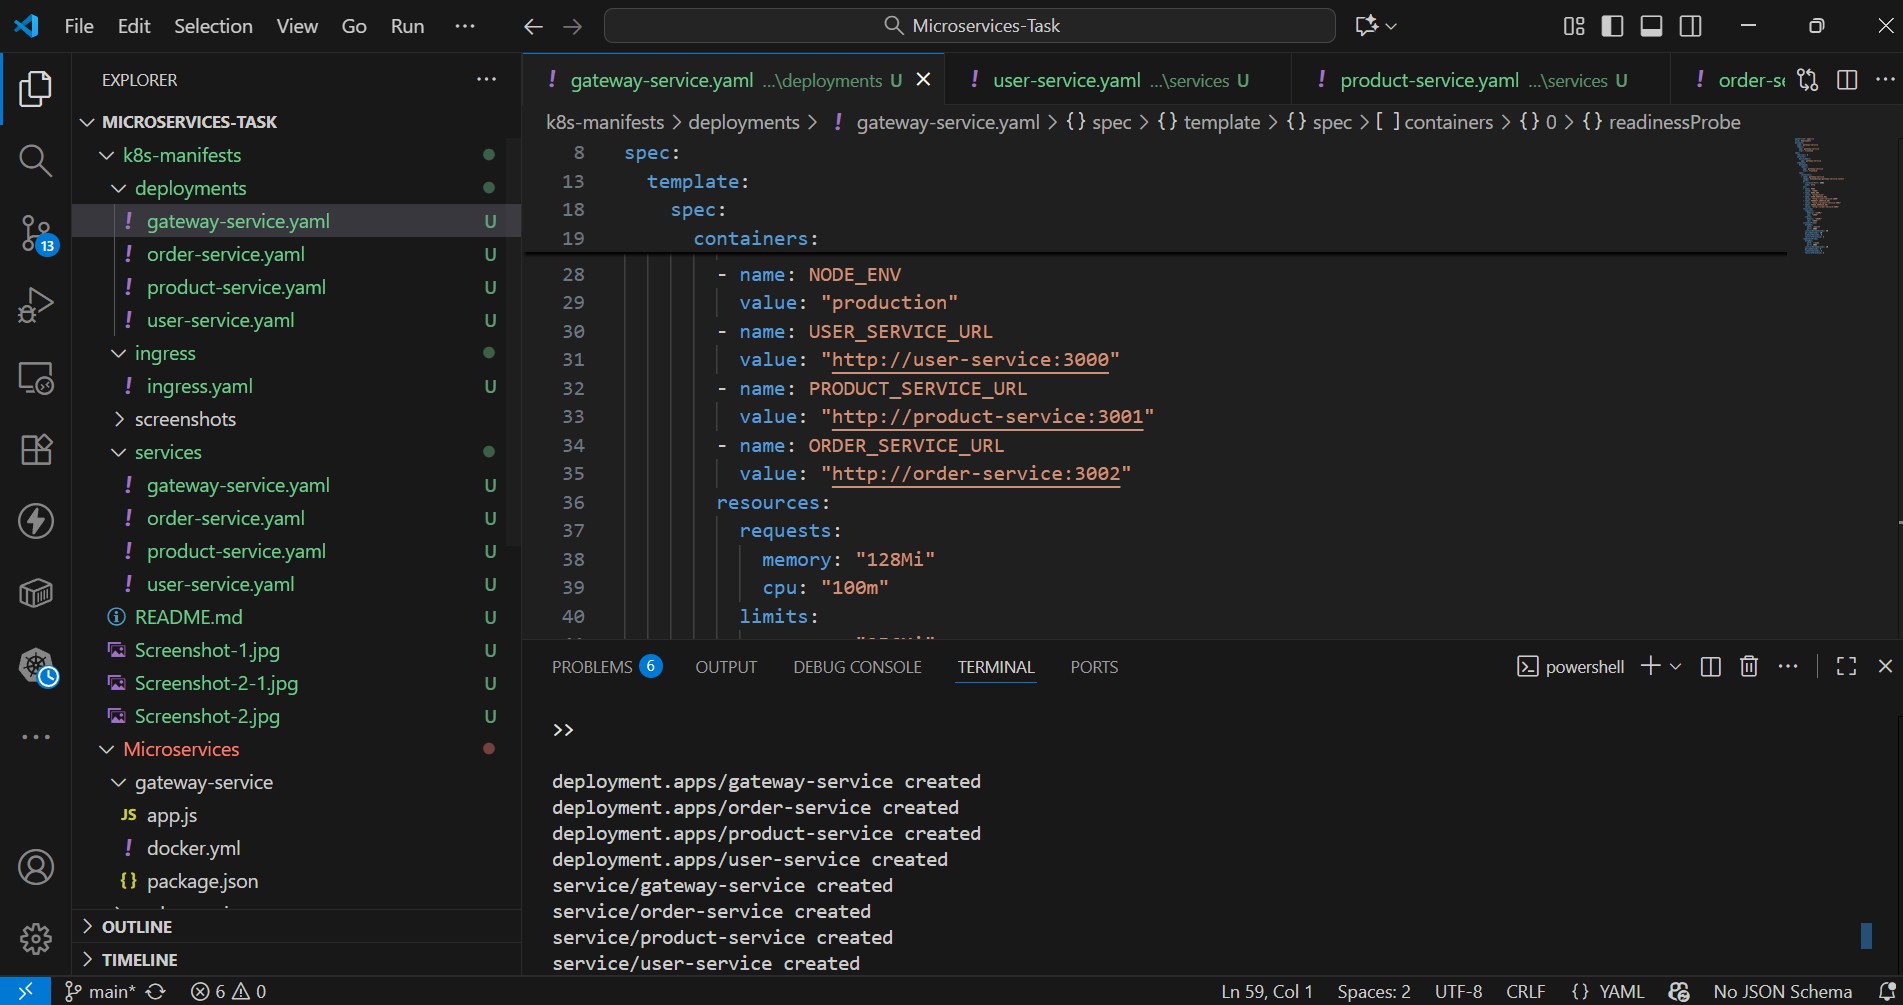 File Edit Selection View Go Run ···
Microservices-Task
EXPLORER
MICROSERVICES-TASK
k8s-manifests
deployments
! gateway-service.yaml U
! order-service.yaml U
! product-service.yaml U
! user-service.yaml U
ingress
! ingress.yaml U
screenshots
services
! gateway-service.yaml U
! order-service.yaml U
! product-service.yaml U
! user-service.yaml U
README.md U
Screenshot-1.jpg U
Screenshot-2-1.jpg U
Screenshot-2.jpg U
Microservices
gateway-service
JS app.js
! docker.yml
{} package.json
OUTLINE
TIMELINE
13
! gateway-service.yaml ...\deployments U
! user-service.yaml ...\services U
! product-service.yaml ...\services U
! order-se
k8s-manifests > deployments > ! gateway-service.yaml > {} spec > {} template > {} spec > [ ] containers > {} 0 > {} readinessProbe
8 spec:
13 template:
18 spec:
19 containers:
28 - name: NODE_ENV
29 value: "production"
30 - name: USER_SERVICE_URL
31 value: "http://user-service:3000"
32 - name: PRODUCT_SERVICE_URL
33 value: "http://product-service:3001"
34 - name: ORDER_SERVICE_URL
35 value: "http://order-service:3002"
36 resources:
37 requests:
38 memory: "128Mi"
39 cpu: "100m"
40 limits:
PROBLEMS 6 OUTPUT DEBUG CONSOLE TERMINAL PORTS
powershell
>>
deployment.apps/gateway-service created
deployment.apps/order-service created
deployment.apps/product-service created
deployment.apps/user-service created
service/gateway-service created
service/order-service created
service/product-service created
service/user-service created
main* 6 0
Ln 59, Col 1 Spaces: 2 UTF-8 CRLF {} YAML No JSON Schema